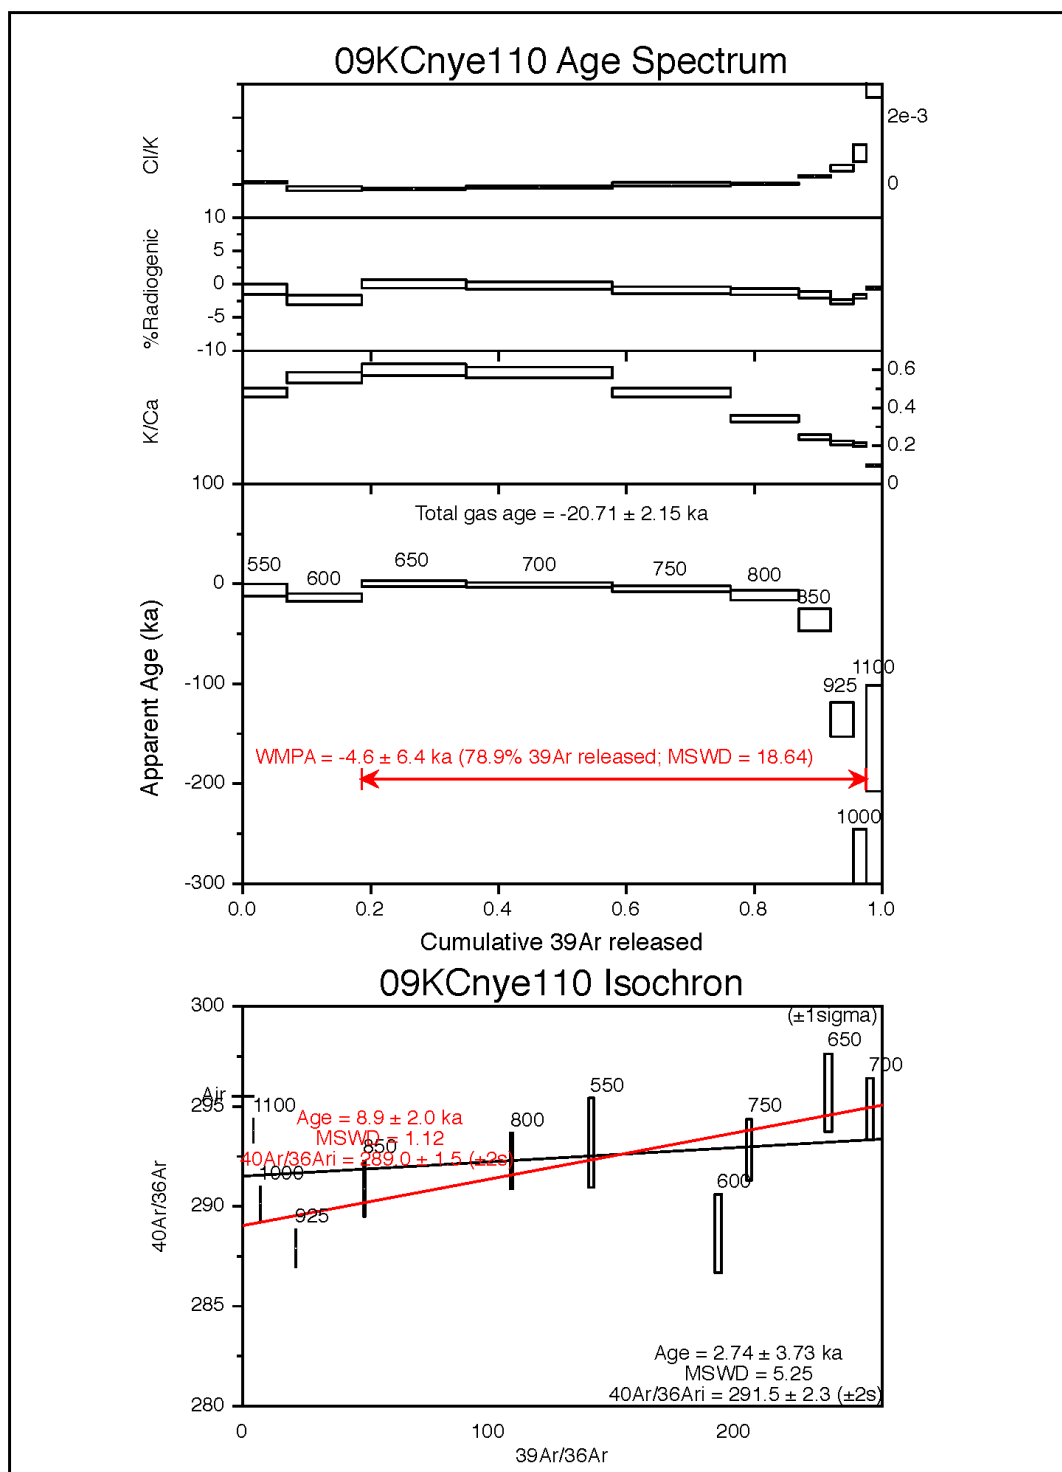 09KCnye110 Age Spectrum
Cl/K
2e-3
0
%Radiogenic
10
5
0
-5
-10
K/Ca
0.6
0.4
0.2
0
Apparent Age (ka)
100
0
-100
-200
-300
Total gas age = -20.71 ± 2.15 ka
550
600
650
700
750
800
850
925
1100
1000
WMPA = -4.6 ± 6.4 ka (78.9% 39Ar released; MSWD = 18.64)
0.0
0.2
0.4
0.6
0.8
1.0
Cumulative 39Ar released
09KCnye110 Isochron
40Ar/36Ar
300
295
290
285
280
Air
(±1sigma)
650
700
550
750
800
850
600
1100
1000
925
Age = 8.9 ± 2.0 ka
MSWD = 1.12
40Ar/36Ari = 289.0 ± 1.5 (±2s)
Age = 2.74 ± 3.73 ka
MSWD = 5.25
40Ar/36Ari = 291.5 ± 2.3 (±2s)
0
100
200
39Ar/36Ar